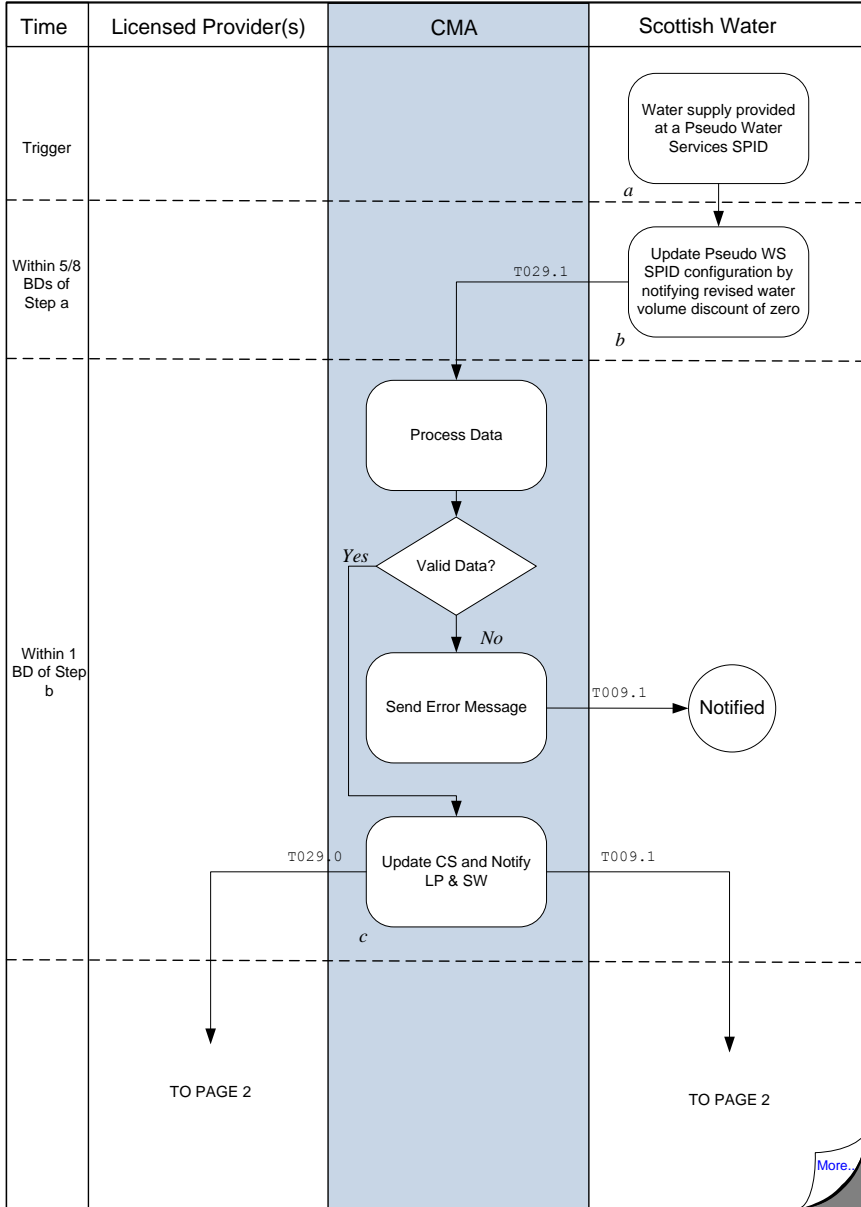 Time
Licensed Provider(s)
CMA
Scottish Water
Trigger
Water supply provided
at a Pseudo Water
Services SPID
a
Within 5/8
BDs of
Step a
T029.1
Update Pseudo WS
SPID configuration by
notifying revised water
volume discount of zero
b
Process Data
Valid Data?
Yes
No
Within 1
BD of Step
b
Send Error Message
T009.1
Notified
T029.0
Update CS and Notify
LP & SW
T009.1
c
TO PAGE 2
TO PAGE 2
More..